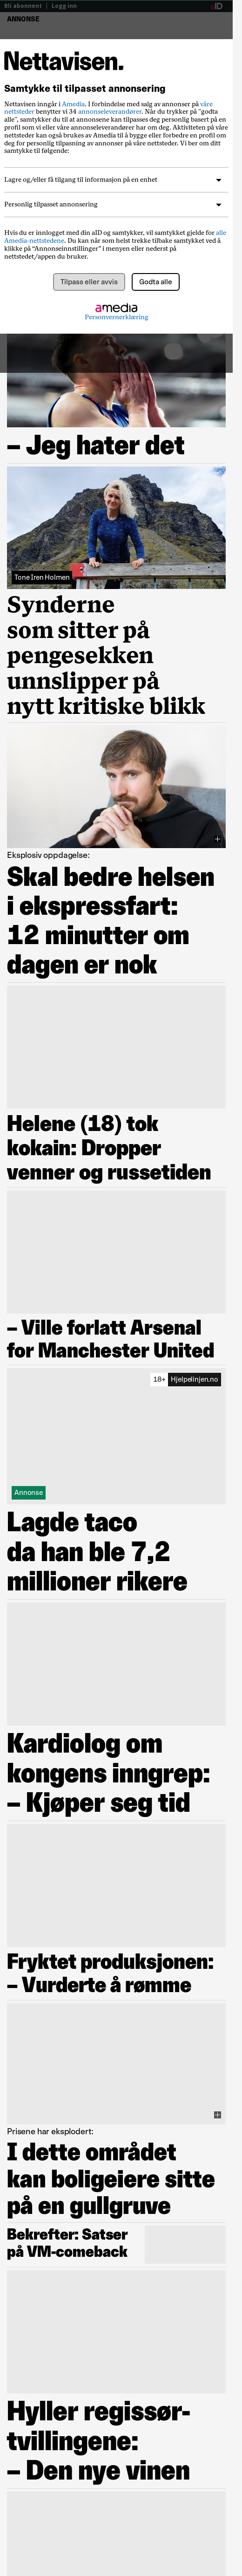 Bli abonnent | Logg inn
aID
ANNONSE
Nettavisen.
Samtykke til tilpasset annonsering
Nettavisen inngår i Amedia. I forbindelse med salg av annonser på våre
nettsteder benytter vi 34 annonseleverandører. Når du trykker på "godta
alle", samtykker du til at annonsene kan tilpasses deg personlig basert på en
profil som vi eller våre annonseleverandører har om deg. Aktiviteten på våre
nettsteder kan også brukes av Amedia til å bygge eller forbedre en profil om
deg for personlig tilpasning av annonser på våre nettsteder. Vi ber om ditt
samtykke til følgende:
Lagre og/eller få tilgang til informasjon på en enhet
Personlig tilpasset annonsering
Hvis du er innlogget med din aID og samtykker, vil samtykket gjelde for alle
Amedia-nettstedene. Du kan når som helst trekke tilbake samtykket ved å
klikke på “Annonseinnstillinger” i menyen eller nederst på
nettstedet/appen du bruker.
Tilpass eller avvis
Godta alle
amedia
Personvernerklæring
– Jeg hater det
Tone Iren Holmen
Synderne
som sitter på
pengesekken
unnslipper på
nytt kritiske blikk
Eksplosiv oppdagelse:
Skal bedre helsen
i ekspressfart:
12 minutter om
dagen er nok
Helene (18) tok
kokain: Dropper
venner og russetiden
– Ville forlatt Arsenal
for Manchester United
18+ Hjelpelinjen.no
Annonse
Lagde taco
da han ble 7,2
millioner rikere
Kardiolog om
kongens inngrep:
– Kjøper seg tid
Fryktet produksjonen:
– Vurderte å rømme
Prisene har eksplodert:
I dette området
kan boligeiere sitte
på en gullgruve
Bekrefter: Satser
på VM-comeback
Hyller regissør-
tvillingene:
– Den nye vinen